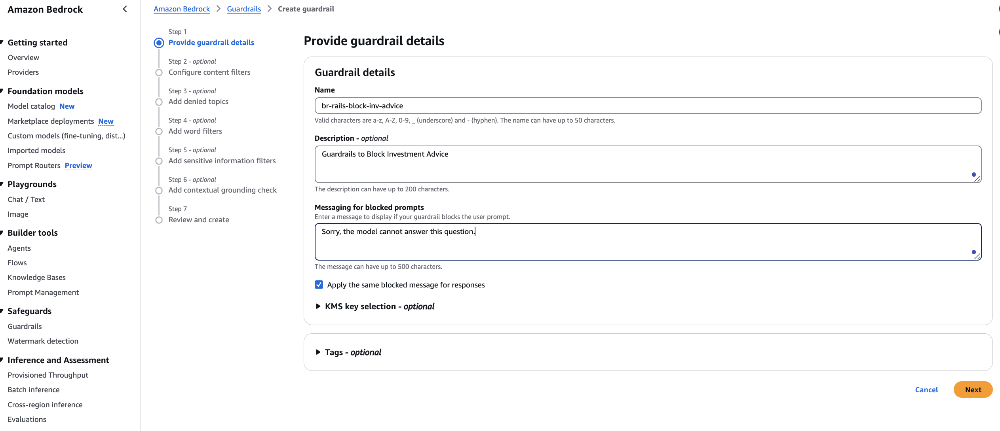 Amazon Bedrock
Getting started
Overview
Providers
Foundation models
Model catalog New
Marketplace deployments New
Custom models (fine-tuning, dist...)
Imported models
Prompt Routers Preview
Playgrounds
Chat / Text
Image
Builder tools
Agents
Flows
Knowledge Bases
Prompt Management
Safeguards
Guardrails
Watermark detection
Inference and Assessment
Provisioned Throughput
Batch inference
Cross-region inference
Evaluations
Amazon Bedrock > Guardrails > Create guardrail
Step 1
Provide guardrail details
Step 2 - optional
Configure content filters
Step 3 - optional
Add denied topics
Step 4 - optional
Add word filters
Step 5 - optional
Add sensitive information filters
Step 6 - optional
Add contextual grounding check
Step 7
Review and create
Provide guardrail details
Guardrail details
Name
br-rails-block-inv-advice
Valid characters are a-z, A-Z, 0-9, _ (underscore) and - (hyphen). The name can have up to 50 characters.
Description - optional
Guardrails to Block Investment Advice
The description can have up to 200 characters.
Messaging for blocked prompts
Enter a message to display if your guardrail blocks the user prompt.
Sorry, the model cannot answer this question.
The message can have up to 500 characters.
Apply the same blocked message for responses
KMS key selection - optional
Tags - optional
Cancel
Next